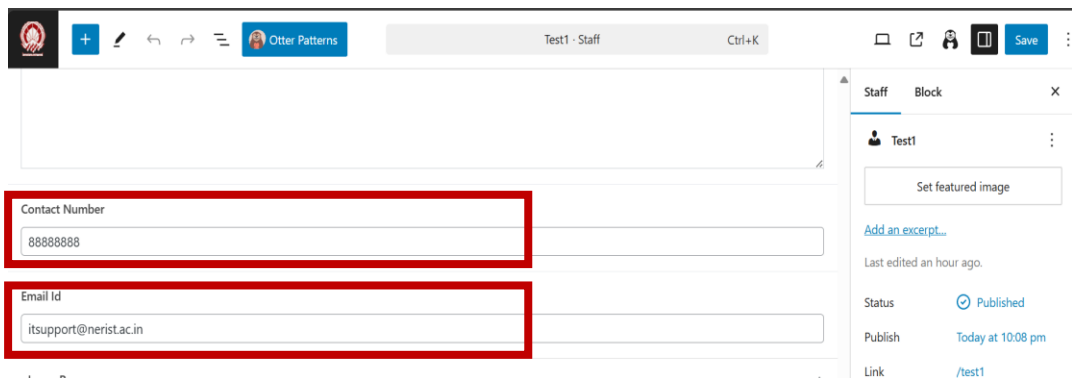 Otter Patterns
Test1 · Staff
Ctrl+K
Save
Staff
Block
Test1
Set featured image
Contact Number
88888888
Add an excerpt...
Last edited an hour ago.
Email Id
itsupport@nerist.ac.in
Status
Published
Publish
Today at 10:08 pm
Link
/test1